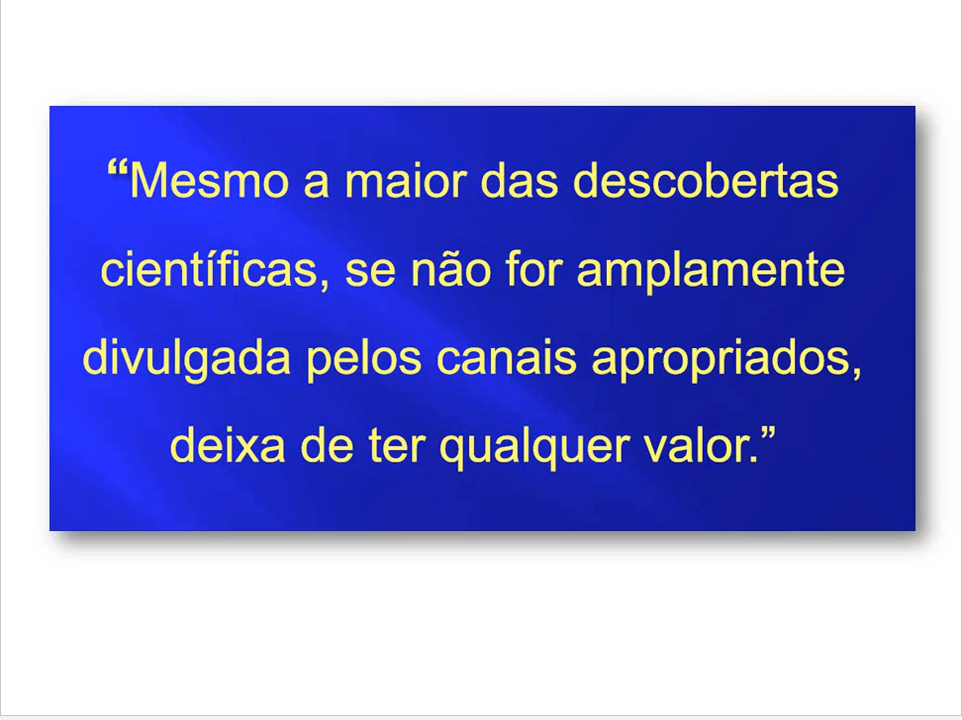 “Mesmo a maior das descobertas
científicas, se não for amplamente
divulgada pelos canais apropriados,
deixa de ter qualquer valor.”